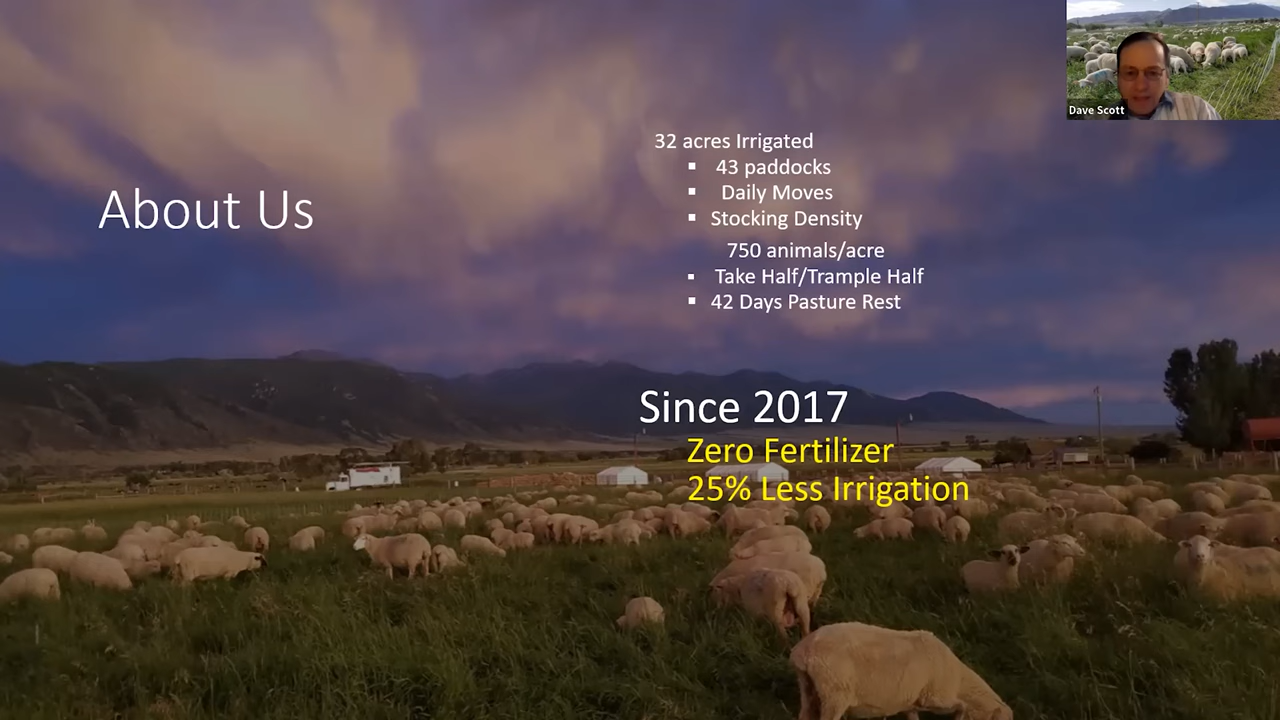 Dave Scott
About Us
32 acres Irrigated
▪ 43 paddocks
▪ Daily Moves
▪ Stocking Density
750 animals/acre
▪ Take Half/Trample Half
▪ 42 Days Pasture Rest
Since 2017
Zero Fertilizer
25% Less Irrigation